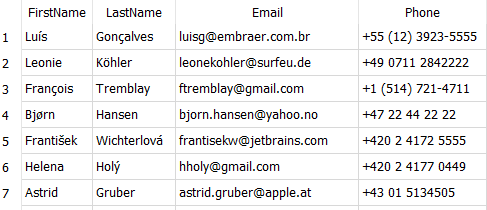 FirstName LastName Email Phone
1 Luís Gonçalves luisg@embraer.com.br +55 (12) 3923-5555
2 Leonie Köhler leonekohler@surfeu.de +49 0711 2842222
3 François Tremblay ftremblay@gmail.com +1 (514) 721-4711
4 Bjørn Hansen bjorn.hansen@yahoo.no +47 22 44 22 22
5 František Wichterlová frantisekw@jetbrains.com +420 2 4172 5555
6 Helena Holý hholy@gmail.com +420 2 4177 0449
7 Astrid Gruber astrid.gruber@apple.at +43 01 5134505